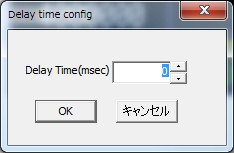 Delay time config
Delay Time(msec) 0
OK キャンセル